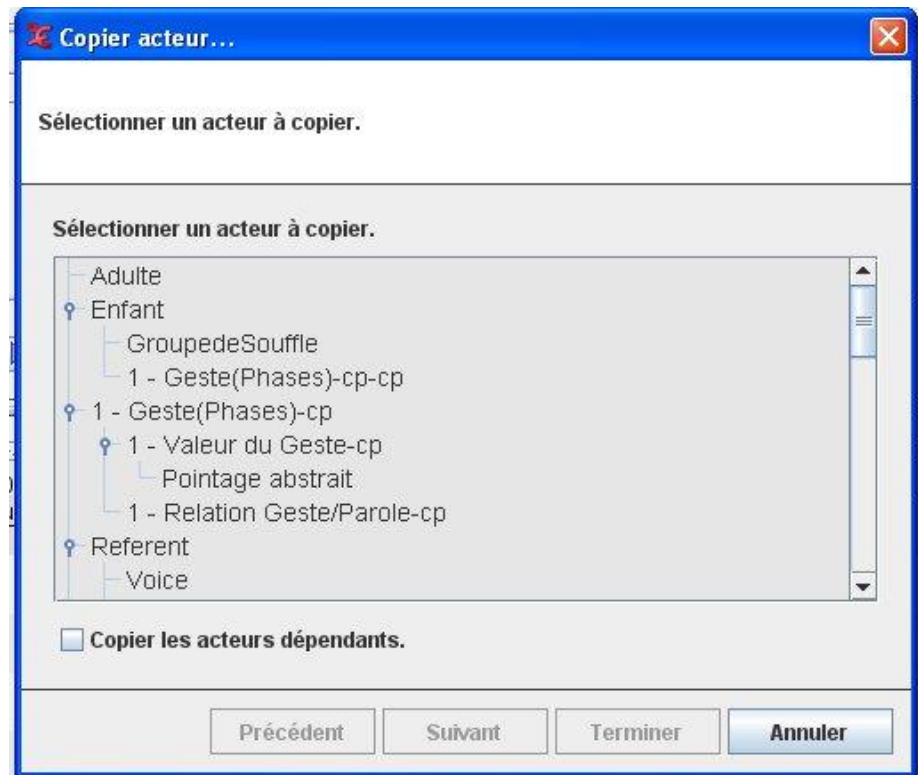 Copier acteur...
Sélectionner un acteur à copier.
Sélectionner un acteur à copier.
Adulte
Enfant
GroupedeSouffle
1 - Geste(Phases)-cp-cp
1 - Geste(Phases)-cp
1 - Valeur du Geste-cp
Pointage abstrait
1 - Relation Geste/Parole-cp
Referent
Voice
Copier les acteurs dépendants.
Précédent Suivant Terminer Annuler